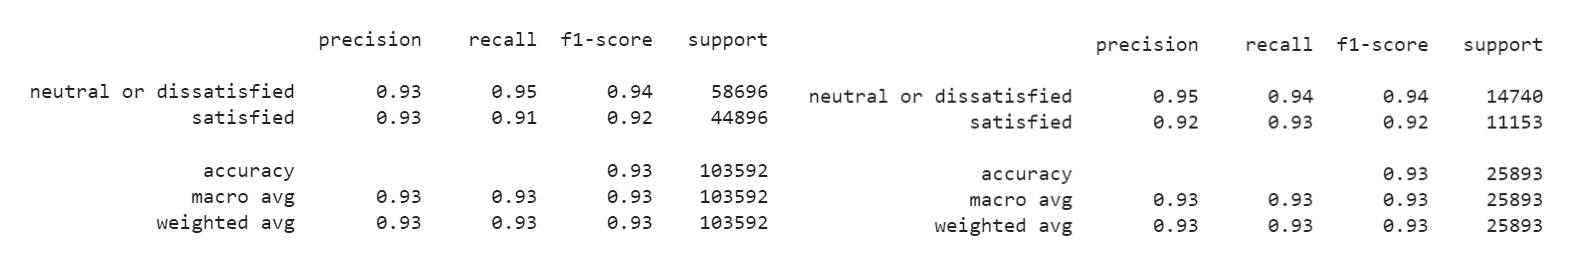 precision recall f1-score support
neutral or dissatisfied 0.93 0.95 0.94 58696
satisfied 0.93 0.91 0.92 44896
accuracy 0.93 103592
macro avg 0.93 0.93 0.93 103592
weighted avg 0.93 0.93 0.93 103592
precision recall f1-score support
neutral or dissatisfied 0.95 0.94 0.94 14740
satisfied 0.92 0.93 0.92 11153
accuracy 0.93 25893
macro avg 0.93 0.93 0.93 25893
weighted avg 0.93 0.93 0.93 25893